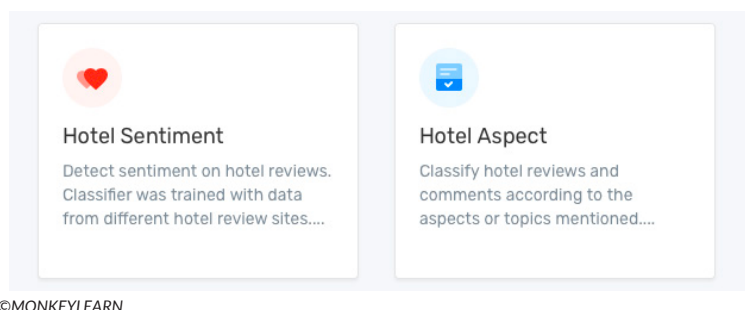 Hotel Sentiment
Detect sentiment on hotel reviews.
Classifier was trained with data
from different hotel review sites....
Hotel Aspect
Classify hotel reviews and
comments according to the
aspects or topics mentioned....
©MONKEYLEARN